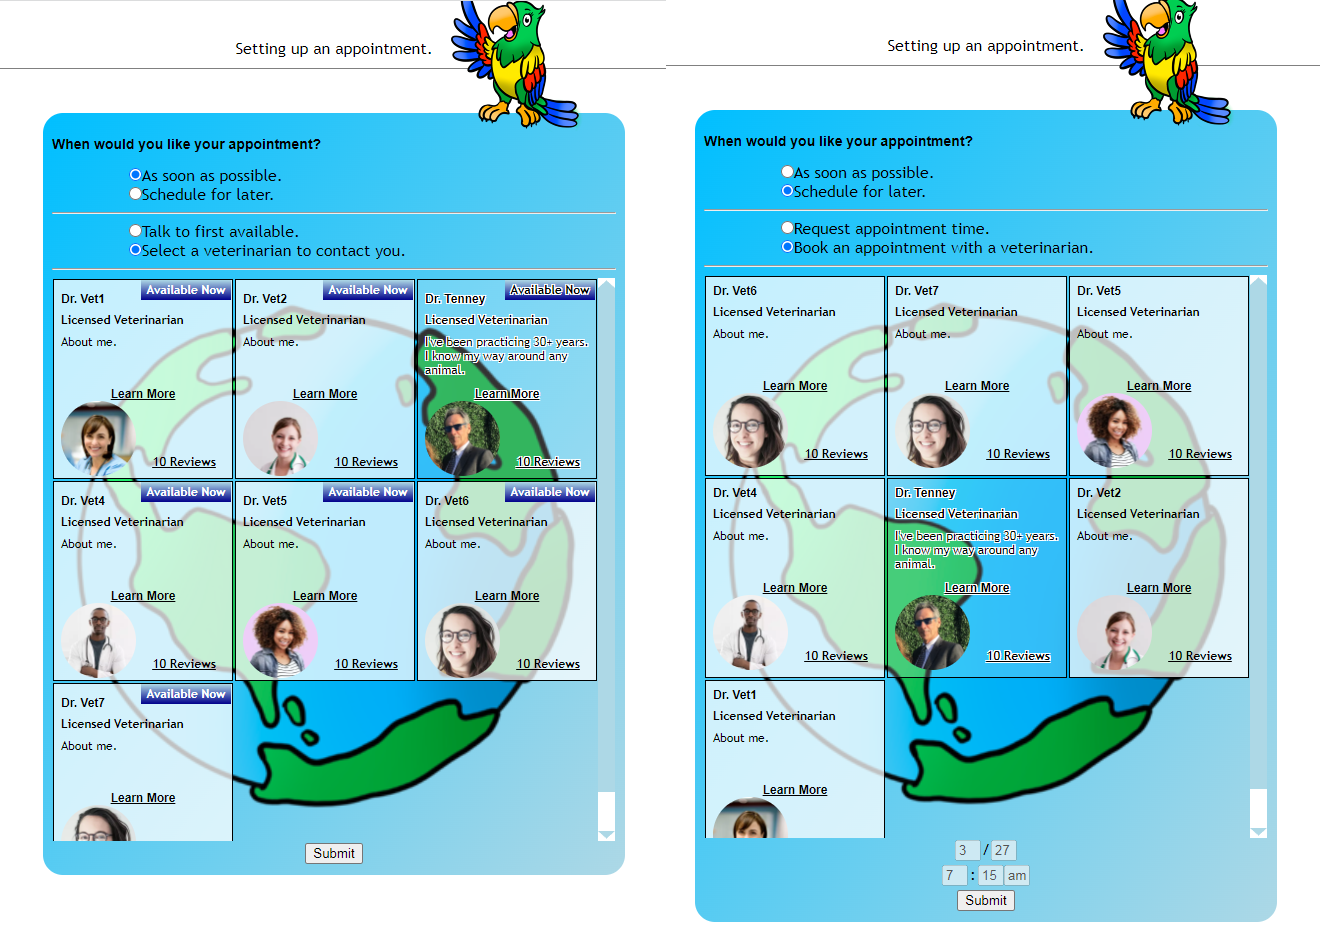 Setting up an appointment.
When would you like your appointment?
As soon as possible.
Schedule for later.
Talk to first available.
Select a veterinarian to contact you.
Dr. Vet1
Available Now
Licensed Veterinarian
About me.
Learn More
10 Reviews
Dr. Vet2
Available Now
Licensed Veterinarian
About me.
Learn More
10 Reviews
Dr. Tenney
Available Now
Licensed Veterinarian
I've been practicing 30+ years.
I know my way around any
animal.
Learn More
10 Reviews
Dr. Vet4
Available Now
Licensed Veterinarian
About me.
Learn More
10 Reviews
Dr. Vet5
Available Now
Licensed Veterinarian
About me.
Learn More
10 Reviews
Dr. Vet6
Available Now
Licensed Veterinarian
About me.
Learn More
10 Reviews
Dr. Vet7
Available Now
Licensed Veterinarian
About me.
Learn More
Submit
Setting up an appointment.
When would you like your appointment?
As soon as possible.
Schedule for later.
Request appointment time.
Book an appointment with a veterinarian.
Dr. Vet6
Licensed Veterinarian
About me.
Learn More
10 Reviews
Dr. Vet7
Licensed Veterinarian
About me.
Learn More
10 Reviews
Dr. Vet5
Licensed Veterinarian
About me.
Learn More
10 Reviews
Dr. Vet4
Licensed Veterinarian
About me.
Learn More
10 Reviews
Dr. Tenney
Licensed Veterinarian
I've been practicing 30+ years.
I know my way around any
animal.
Learn More
10 Reviews
Dr. Vet2
Licensed Veterinarian
About me.
Learn More
10 Reviews
Dr. Vet1
Licensed Veterinarian
About me.
Learn More
3 / 27
7 : 15 am
Submit